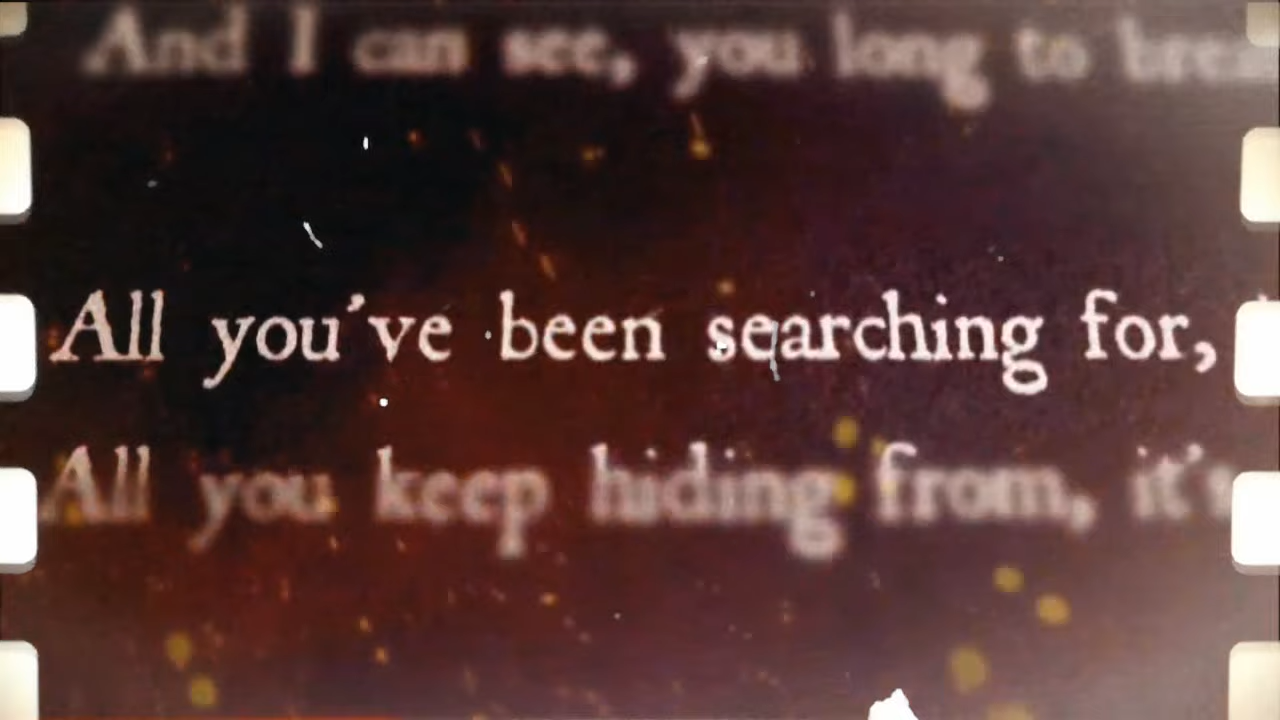 And I can see, you long to
All you've been searching for,
All you keep hiding from,